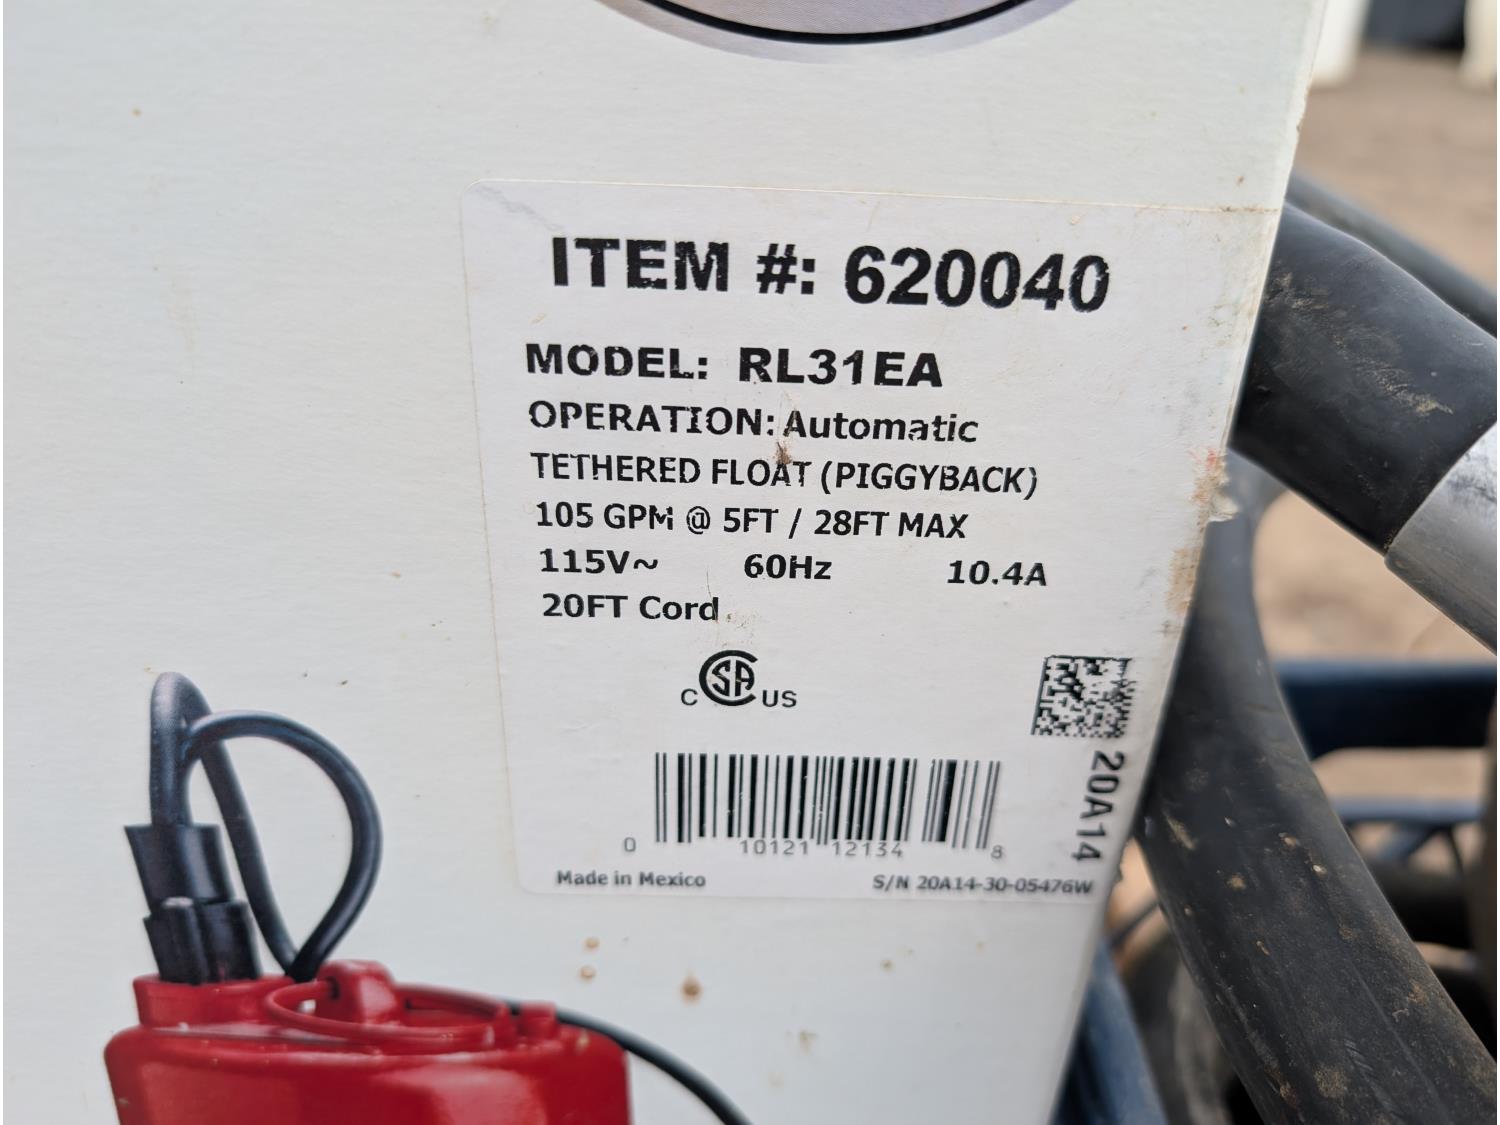 ITEM #: 620040
MODEL: RL31EA
OPERATION: Automatic
TETHERED FLOAT (PIGGYBACK)
105 GPM @ 5FT / 28FT MAX
115V~ 60Hz 10.4A
20FT Cord
C SA US
20A14
0 10121 12134 8
Made in Mexico S/N 20A14-30-05476W